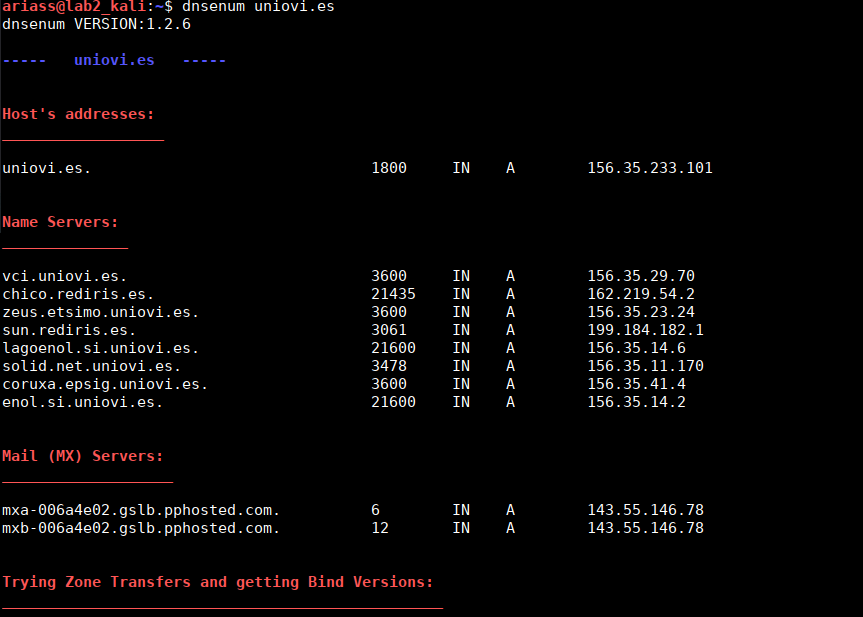 ariass@lab2_kali:~$ dnsenum uniovi.es
dnsenum VERSION:1.2.6
-----   uniovi.es   -----
Host's addresses:
uniovi.es.                               1800     IN    A        156.35.233.101
Name Servers:
vci.uniovi.es.                           3600     IN    A        156.35.29.70
chico.rediris.es.                        21435    IN    A        162.219.54.2
zeus.etsimo.uniovi.es.                   3600     IN    A        156.35.23.24
sun.rediris.es.                          3061     IN    A        199.184.182.1
lagoenol.si.uniovi.es.                   21600    IN    A        156.35.14.6
solid.net.uniovi.es.                     3478     IN    A        156.35.11.170
coruxa.epsig.uniovi.es.                  3600     IN    A        156.35.41.4
enol.si.uniovi.es.                       21600    IN    A        156.35.14.2
Mail (MX) Servers:
mxa-006a4e02.gslb.pphosted.com.          6        IN    A        143.55.146.78
mxb-006a4e02.gslb.pphosted.com.          12       IN    A        143.55.146.78
Trying Zone Transfers and getting Bind Versions: